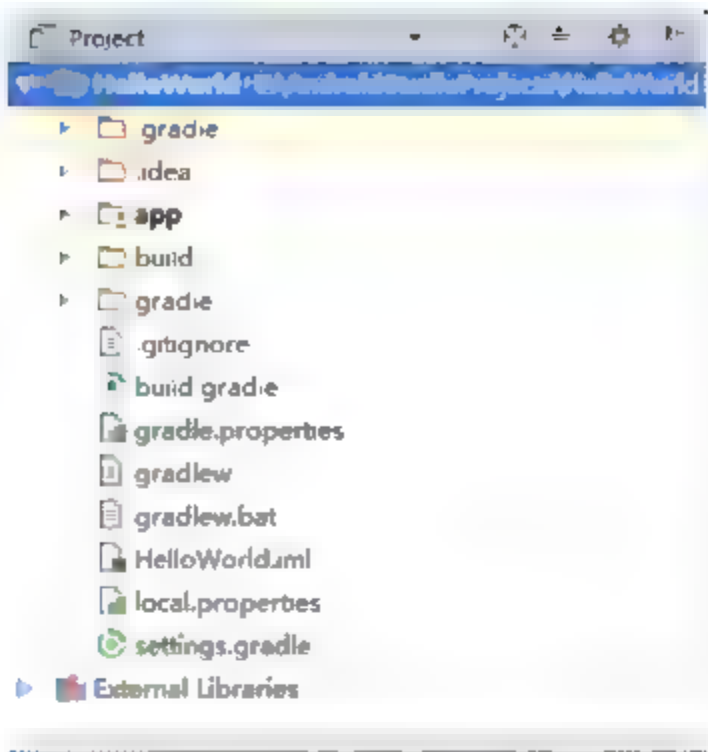 Project
HelloWorld
.gradle
.idea
app
build
gradle
.gitignore
build.gradle
gradle.properties
gradlew
gradlew.bat
HelloWorld.iml
local.properties
settings.gradle
External Libraries